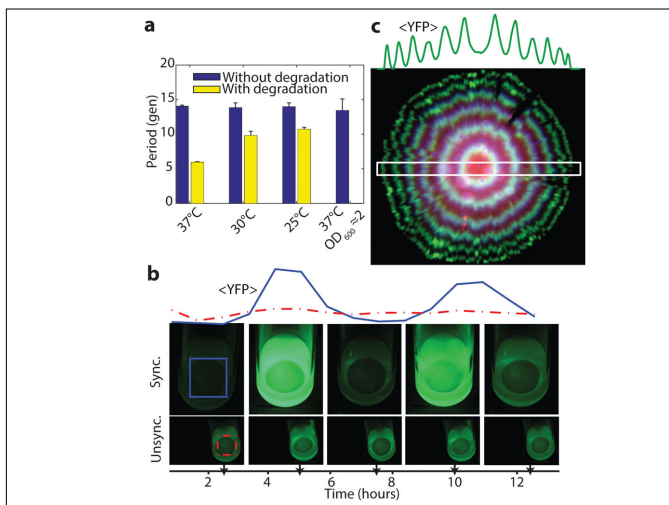 a
20
15
10
5
0
Period (gen)
Without degradation
With degradation
37°C
30°C
25°C
37°C
OD600≈2
c
<YFP>
b
<YFP>
Sync.
Unsync.
2 4 6 8 10 12
Time (hours)